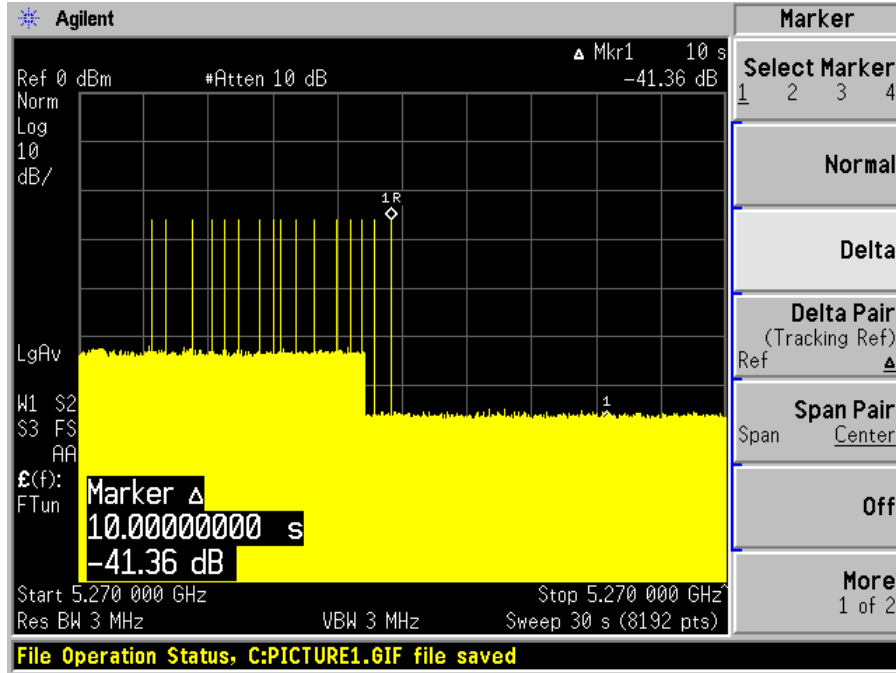 Agilent
Marker
Δ Mkr1 10 s
Ref 0 dBm #Atten 10 dB -41.36 dB
Norm
Log
10
dB/
1R
LgAv
1
W1 S2
S3 FS
AA
£(f):
FTun
Marker Δ
10.00000000 s
-41.36 dB
Start 5.270 000 GHz Stop 5.270 000 GHz^
Res BW 3 MHz VBW 3 MHz Sweep 30 s (8192 pts)
File Operation Status, C:PICTURE1.GIF file saved
Select Marker
1 2 3 4
Normal
Delta
Delta Pair
(Tracking Ref)
Ref Δ
Span Pair
Span Center
Off
More
1 of 2